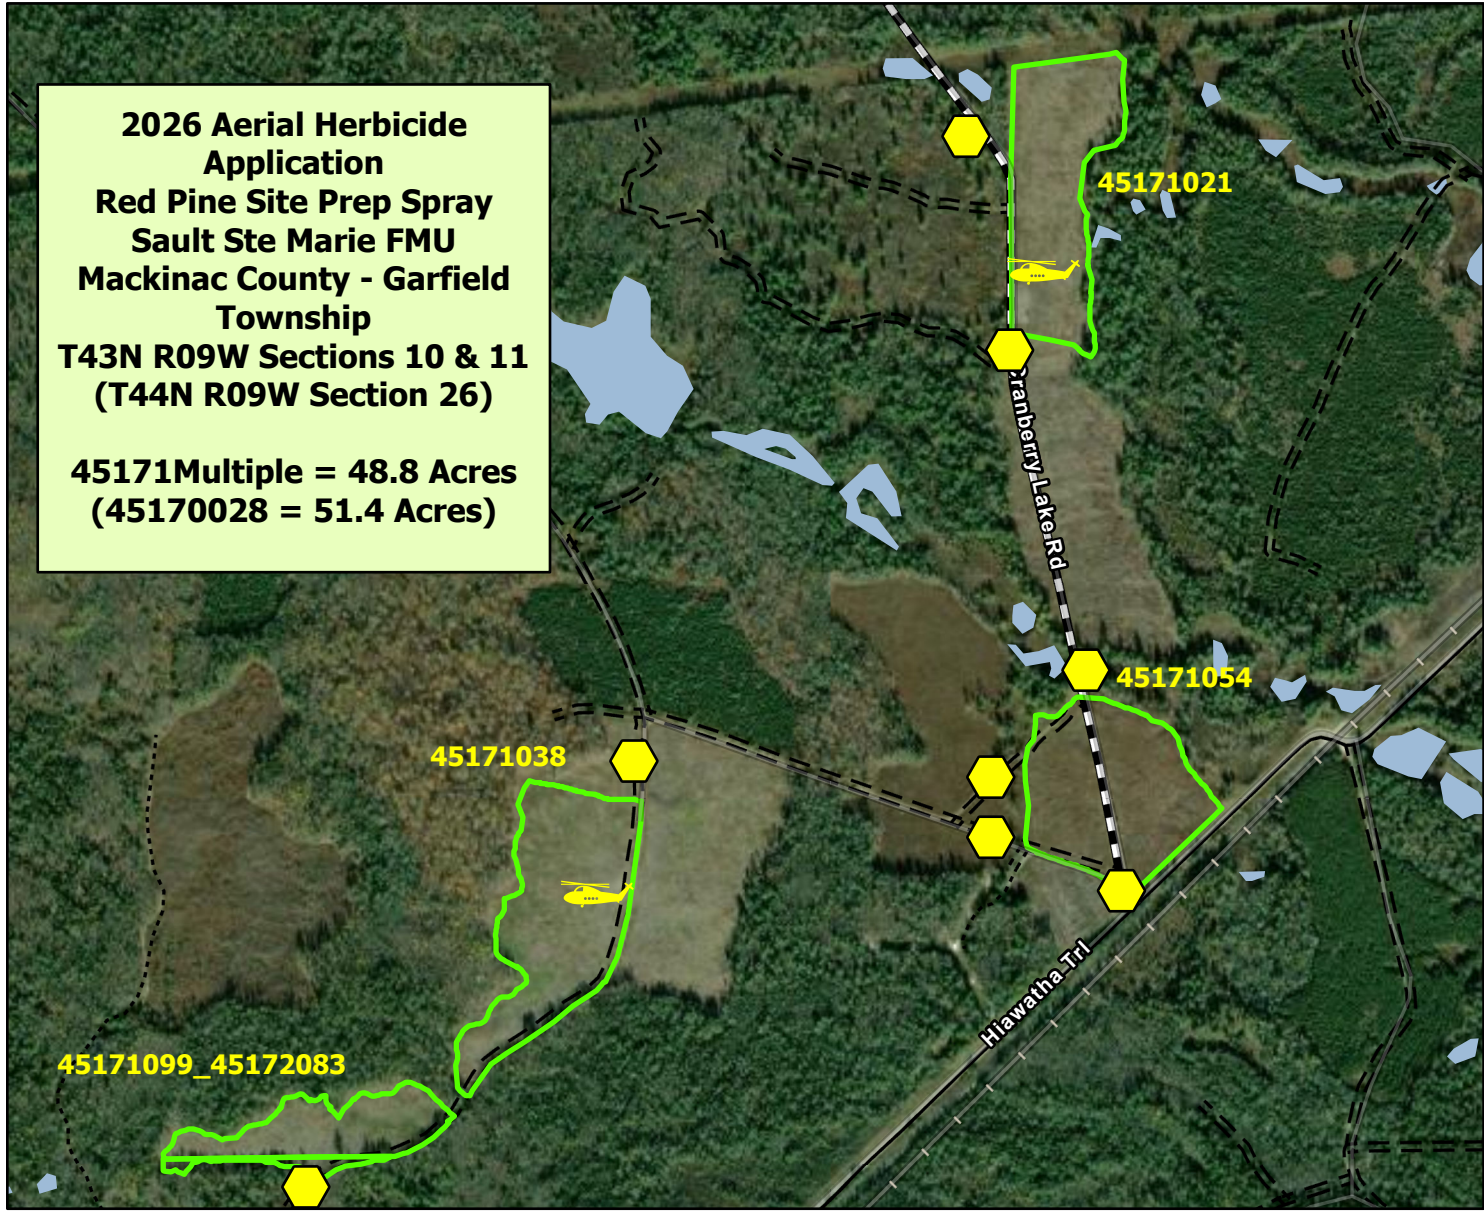 2026 Aerial Herbicide
Application
Red Pine Site Prep Spray
Sault Ste Marie FMU
Mackinac County - Garfield
Township
T43N R09W Sections 10 & 11
(T44N R09W Section 26)
45171Multiple = 48.8 Acres
(45170028 = 51.4 Acres)
45171021
Cranberry Lake Rd
45171054
45171038
Hiawatha Trl
45171099_45172083